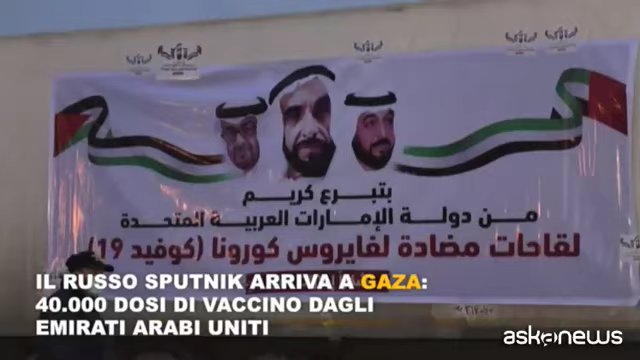 بتبرع كريم
من دولة الإمارات العربية المتحدة
لقاحات مضادة لفايروس كورونا (كوفيد 19)
IL RUSSO SPUTNIK ARRIVA A GAZA:
40.000 DOSI DI VACCINO DAGLI
EMIRATI ARABI UNITI
askanews